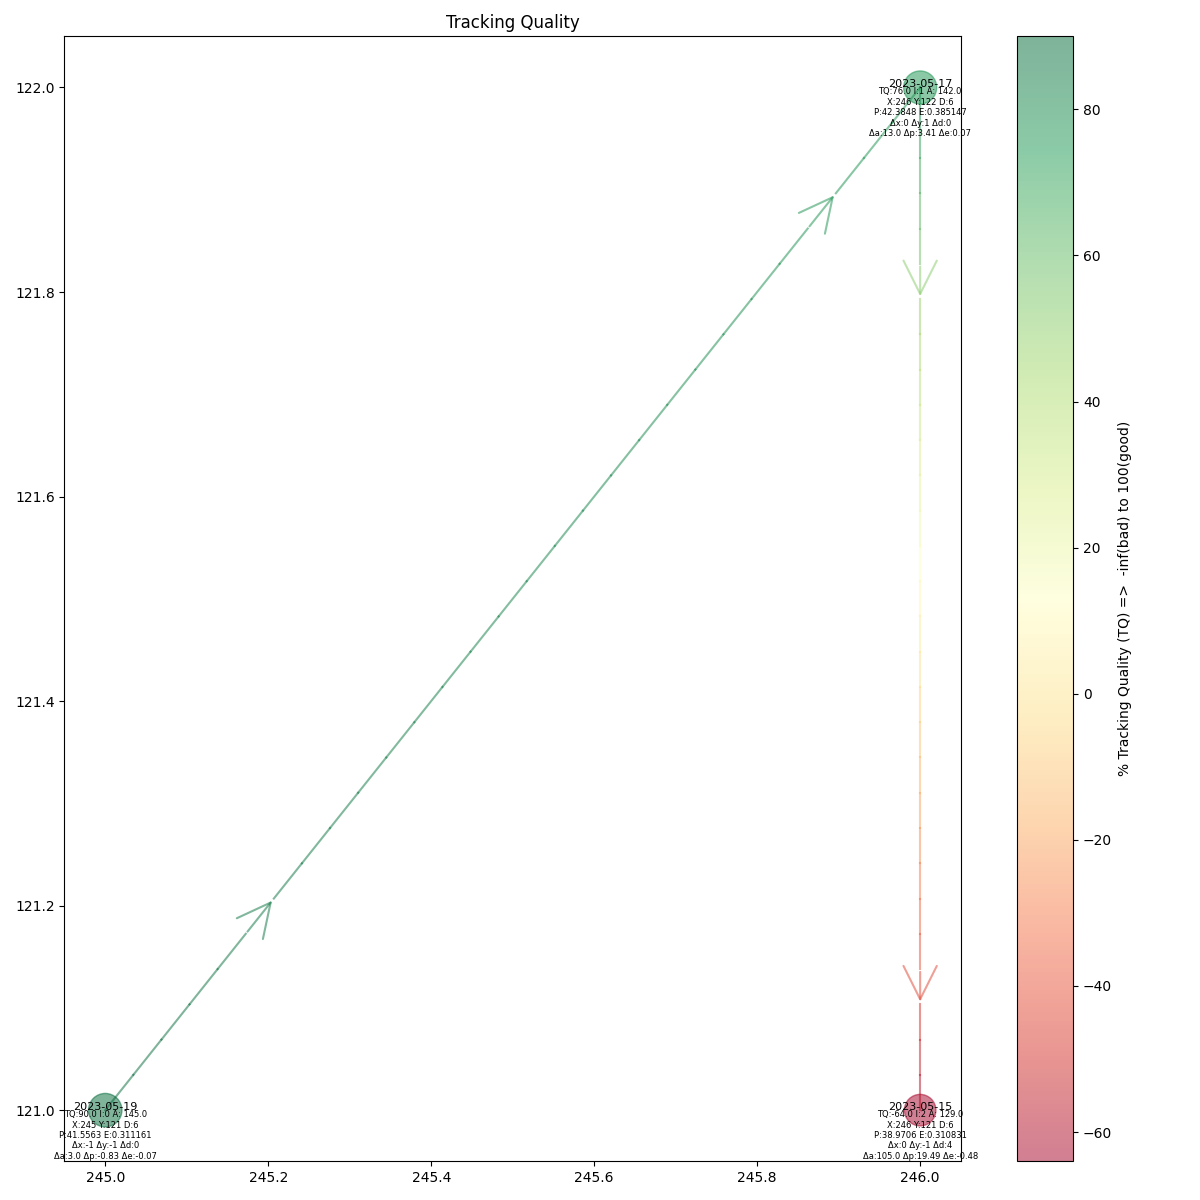 Tracking Quality
122.0
121.8
121.6
121.4
121.2
121.0
2023-05-17
TQ:76.0 I:1 A: 142.0
X:246 Y:122 D:6
P:42.3848 E:0.385147
Δx:0 Δy:1 Δd:0
Δa:13.0 Δp:3.41 Δe:0.07
2023-05-19
TQ:90.0 I:0 A: 145.0
X:245 Y:121 D:6
P:41.5563 E:0.311161
Δx:-1 Δy:-1 Δd:0
Δa:3.0 Δp:-0.83 Δe:-0.07
2023-05-15
TQ:-64.0 I:2 A: 129.0
X:246 Y:121 D:6
P:38.9706 E:0.310831
Δx:0 Δy:-1 Δd:4
Δa:105.0 Δp:19.49 Δe:-0.48
245.0 245.2 245.4 245.6 245.8 246.0
80
60
40
20
0
−20
−40
−60
% Tracking Quality (TQ) => -inf(bad) to 100(good)